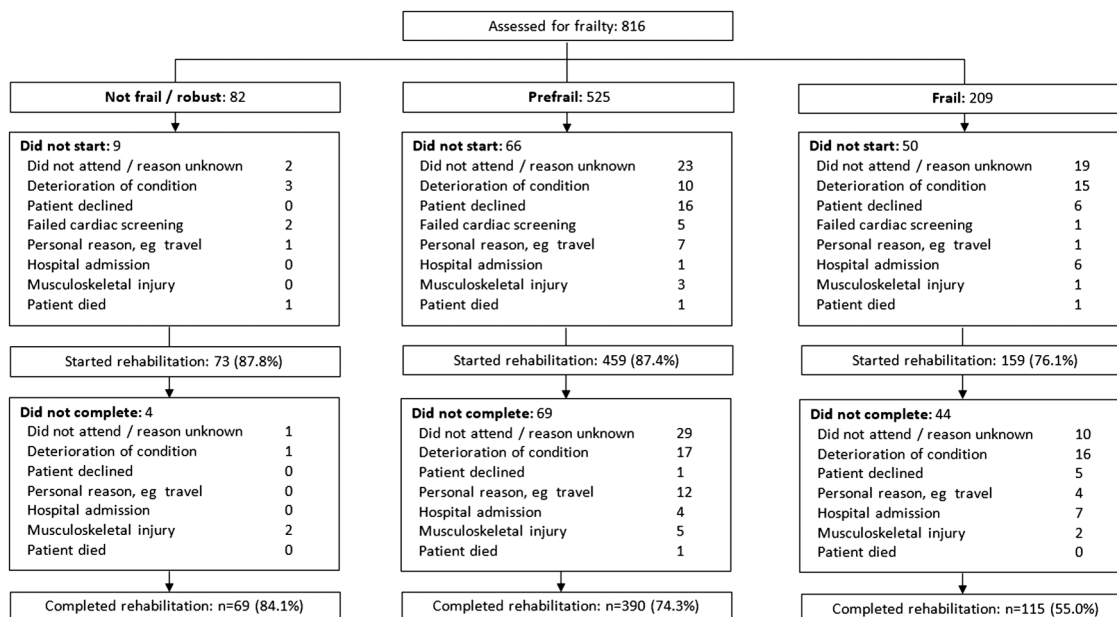 Assessed for frailty: 816
Not frail / robust: 82
Did not start: 9
Did not attend / reason unknown 2
Deterioration of condition 3
Patient declined 0
Failed cardiac screening 2
Personal reason, eg travel 1
Hospital admission 0
Musculoskeletal injury 0
Patient died 1
Started rehabilitation: 73 (87.8%)
Did not complete: 4
Did not attend / reason unknown 1
Deterioration of condition 1
Patient declined 0
Personal reason, eg travel 0
Hospital admission 0
Musculoskeletal injury 2
Patient died 0
Completed rehabilitation: n=69 (84.1%)
Prefrail: 525
Did not start: 66
Did not attend / reason unknown 23
Deterioration of condition 10
Patient declined 16
Failed cardiac screening 5
Personal reason, eg travel 7
Hospital admission 1
Musculoskeletal injury 3
Patient died 1
Started rehabilitation: 459 (87.4%)
Did not complete: 69
Did not attend / reason unknown 29
Deterioration of condition 17
Patient declined 1
Personal reason, eg travel 12
Hospital admission 4
Musculoskeletal injury 5
Patient died 1
Completed rehabilitation: n=390 (74.3%)
Frail: 209
Did not start: 50
Did not attend / reason unknown 19
Deterioration of condition 15
Patient declined 6
Failed cardiac screening 1
Personal reason, eg travel 1
Hospital admission 6
Musculoskeletal injury 1
Patient died 1
Started rehabilitation: 159 (76.1%)
Did not complete: 44
Did not attend / reason unknown 10
Deterioration of condition 16
Patient declined 5
Personal reason, eg travel 4
Hospital admission 7
Musculoskeletal injury 2
Patient died 0
Completed rehabilitation: n=115 (55.0%)